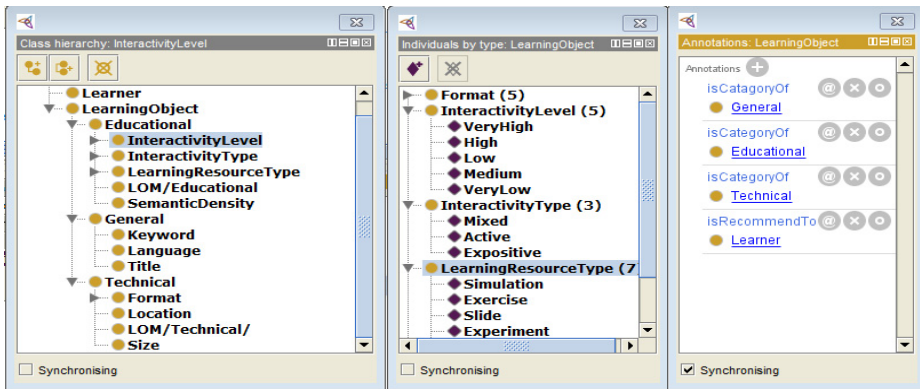 Class hierarchy: InteractivityLevel
Learner
LearningObject
Educational
InteractivityLevel
InteractivityType
LearningResourceType
LOM/Educational
SemanticDensity
General
Keyword
Language
Title
Technical
Format
Location
LOM/Technical/
Size
Synchronising
Individuals by type: LearningObject
Format (5)
InteractivityLevel (5)
VeryHigh
High
Low
Medium
VeryLow
InteractivityType (3)
Mixed
Active
Expositive
LearningResourceType (7
Simulation
Exercise
Slide
Experiment
Synchronising
Annotations: LearningObject
Annotations
isCatagoryOf
General
isCategoryOf
Educational
isCategoryOf
Technical
isRecommendTo
Learner
Synchronising